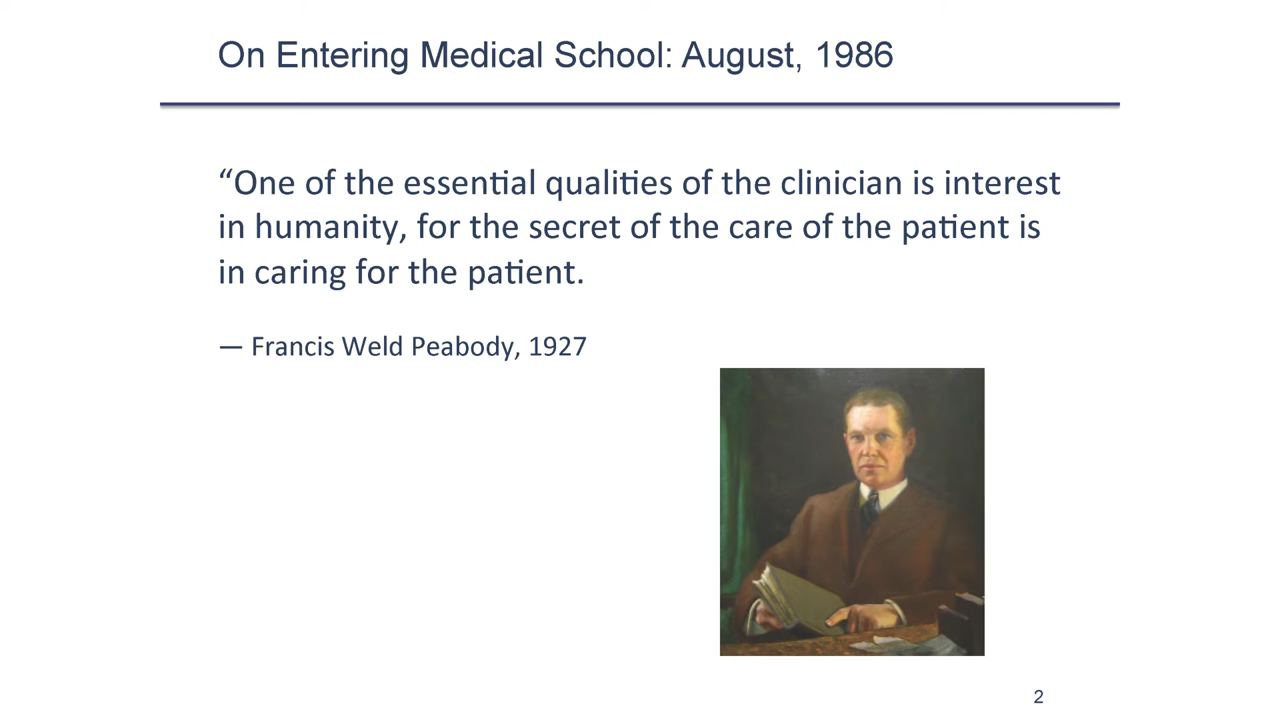 On Entering Medical School: August, 1986
“One of the essential qualities of the clinician is interest
in humanity, for the secret of the care of the patient is
in caring for the patient.
— Francis Weld Peabody, 1927
2